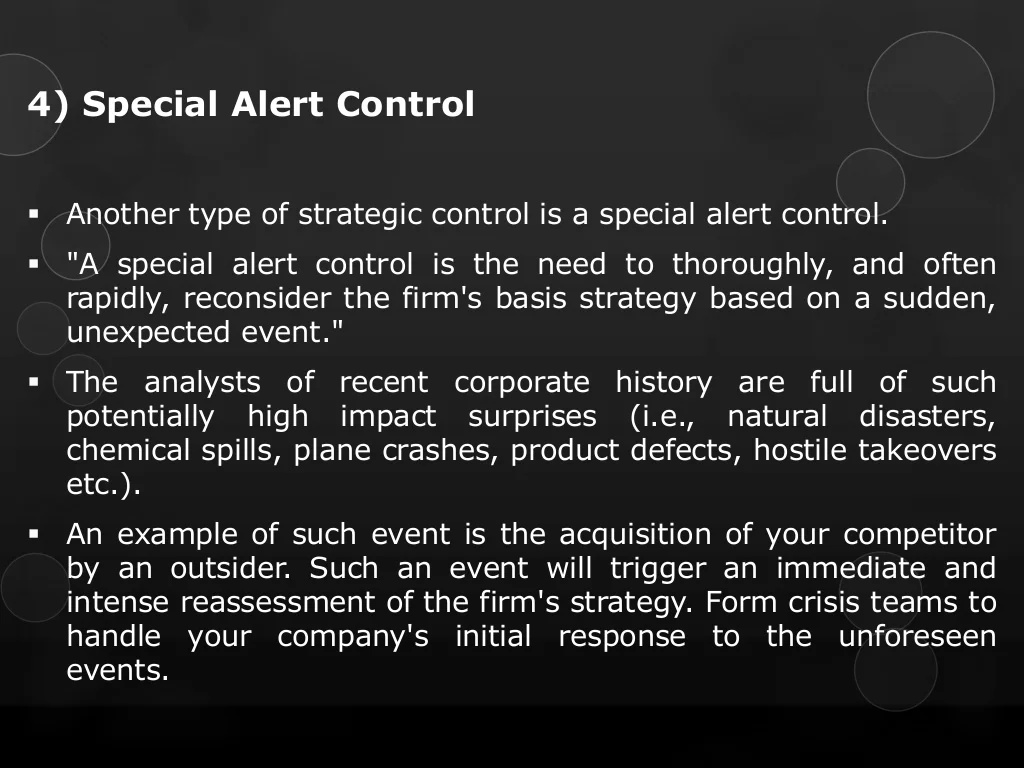 4) Special Alert Control
▪ Another type of strategic control is a special alert control.
▪ "A special alert control is the need to thoroughly, and often
rapidly, reconsider the firm's basis strategy based on a sudden,
unexpected event."
▪ The analysts of recent corporate history are full of such
potentially high impact surprises (i.e., natural disasters,
chemical spills, plane crashes, product defects, hostile takeovers
etc.).
▪ An example of such event is the acquisition of your competitor
by an outsider. Such an event will trigger an immediate and
intense reassessment of the firm's strategy. Form crisis teams to
handle your company's initial response to the unforeseen
events.